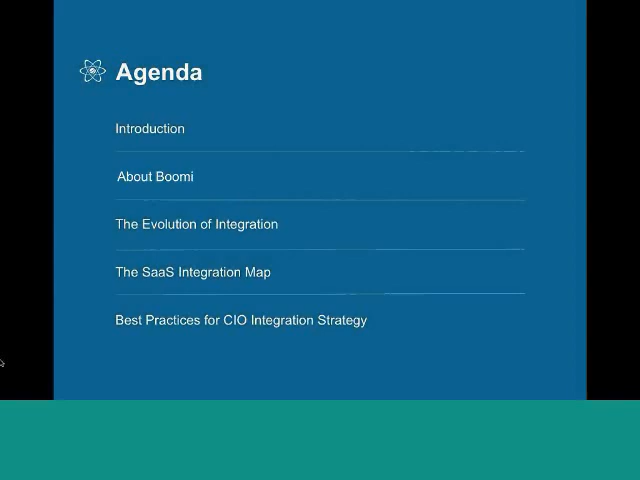 Agenda
Introduction
About Boomi
The Evolution of Integration
The SaaS Integration Map
Best Practices for CIO Integration Strategy